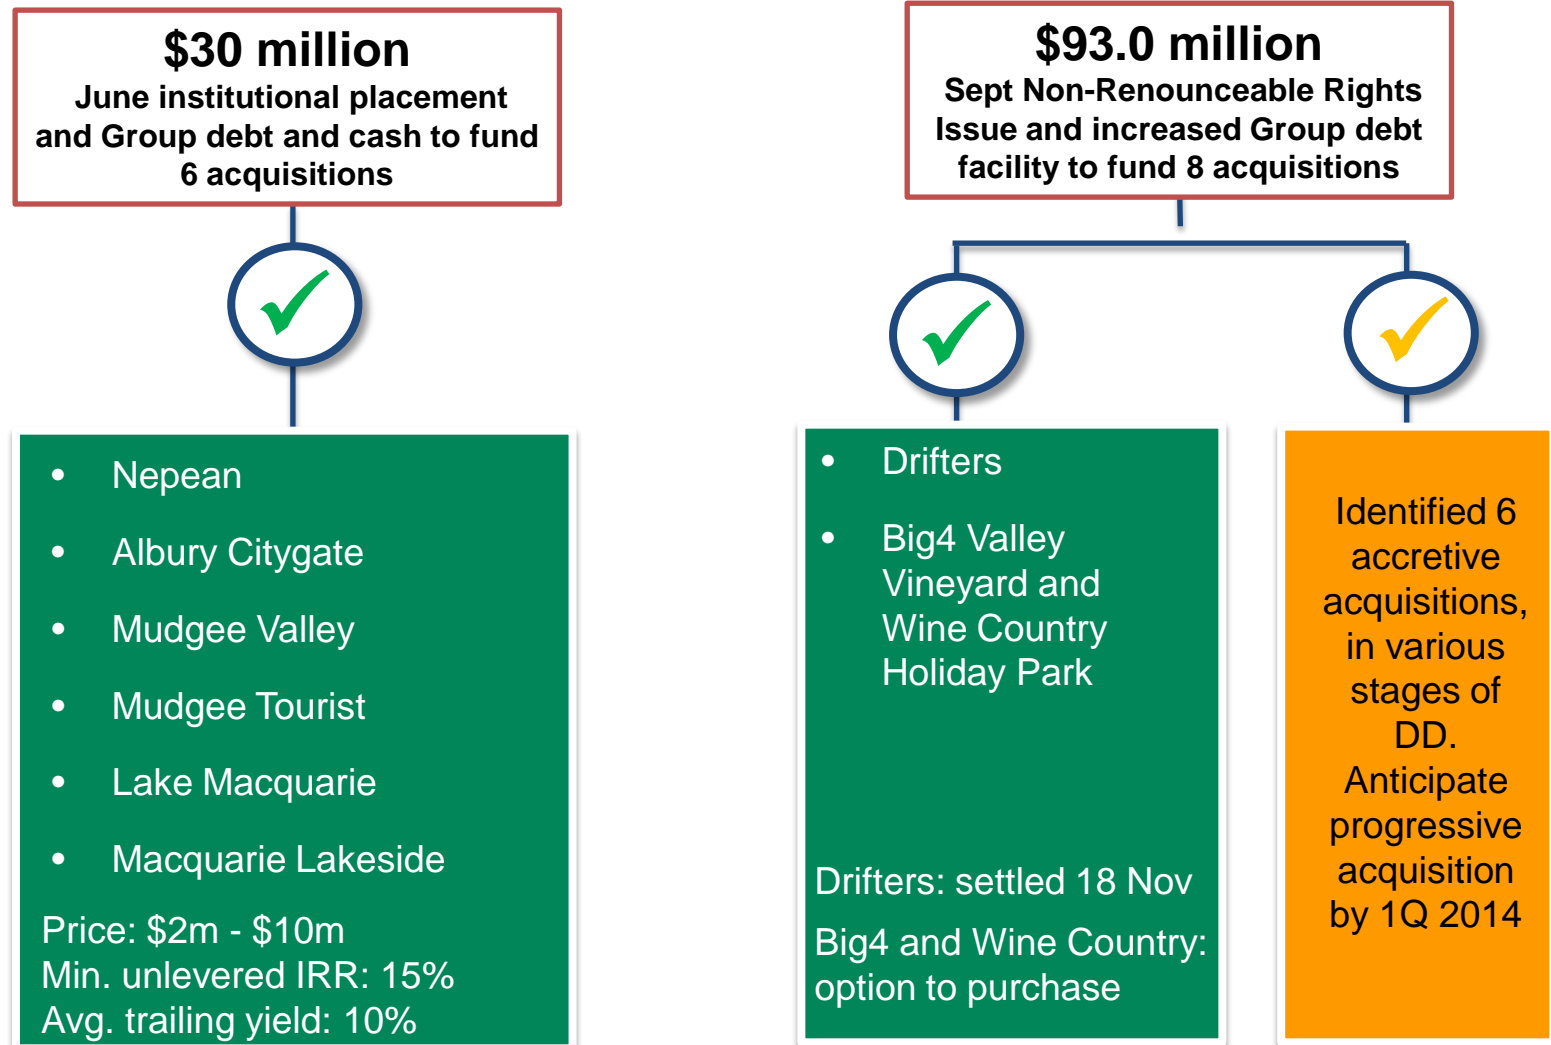 $30 million
June institutional placement
and Group debt and cash to fund
6 acquisitions
• Nepean
• Albury Citygate
• Mudgee Valley
• Mudgee Tourist
• Lake Macquarie
• Macquarie Lakeside
Price: $2m - $10m
Min. unlevered IRR: 15%
Avg. trailing yield: 10%
$93.0 million
Sept Non-Renounceable Rights
Issue and increased Group debt
facility to fund 8 acquisitions
• Drifters
• Big4 Valley
Vineyard and
Wine Country
Holiday Park
Drifters: settled 18 Nov
Big4 and Wine Country:
option to purchase
Identified 6
accretive
acquisitions,
in various
stages of
DD.
Anticipate
progressive
acquisition
by 1Q 2014